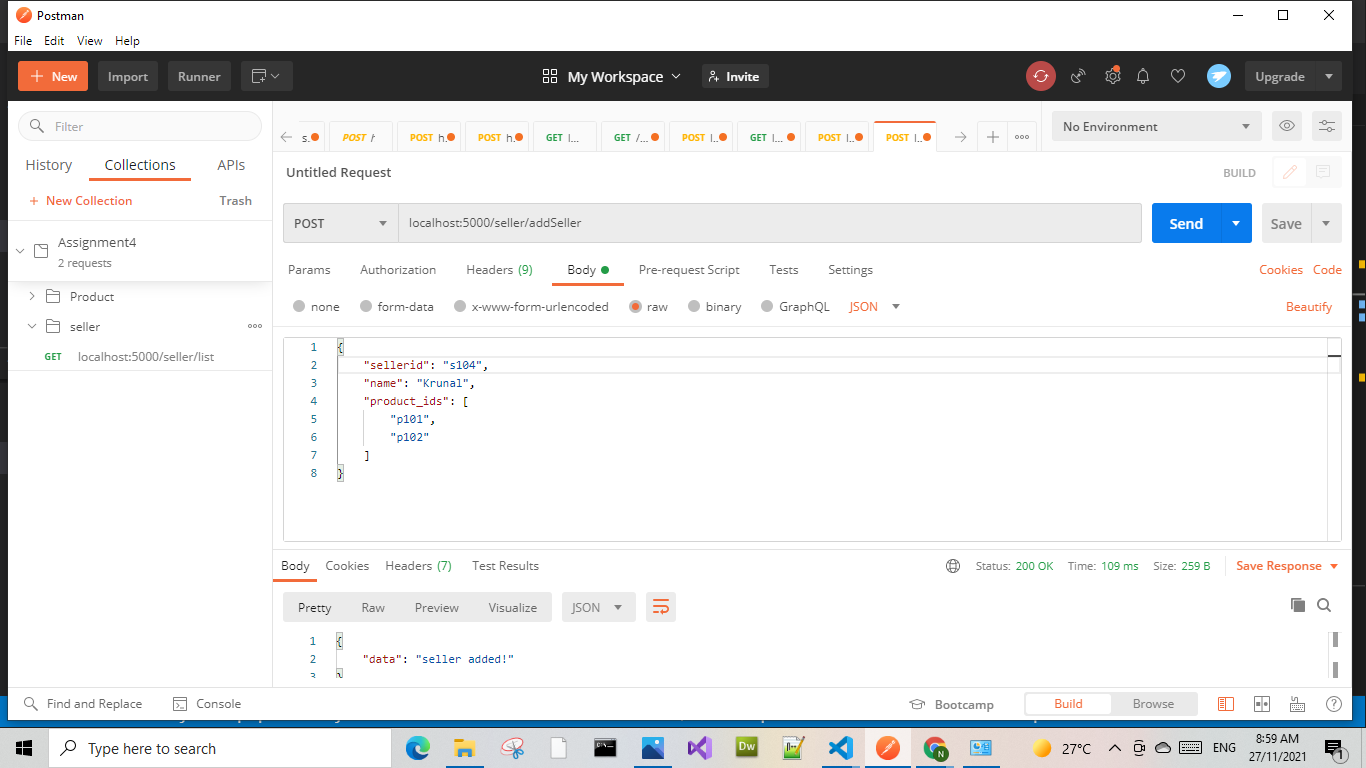 Postman
File Edit View Help
New Import Runner My Workspace Invite Upgrade
Filter
s.. POST h POST h.. POST h.. GET l... GET /... POST l.. GET l... POST l.. POST l..
No Environment
History Collections APIs
Untitled Request BUILD
+ New Collection Trash
POST localhost:5000/seller/addSeller Send Save
Assignment4
2 requests
Params Authorization Headers (9) Body Pre-request Script Tests Settings Cookies Code
Product
none form-data x-www-form-urlencoded raw binary GraphQL JSON Beautify
seller
GET localhost:5000/seller/list
1 {
2 "sellerid": "s104",
3 "name": "Krunal",
4 "product_ids": [
5 "p101",
6 "p102"
7 ]
8 }
Body Cookies Headers (7) Test Results Status: 200 OK Time: 109 ms Size: 259 B Save Response
Pretty Raw Preview Visualize JSON
1 {
2 "data": "seller added!"
3 }
Find and Replace Console Bootcamp Build Browse
Type here to search
Dw
N
27°C
ENG
8:59 AM
27/11/2021
1